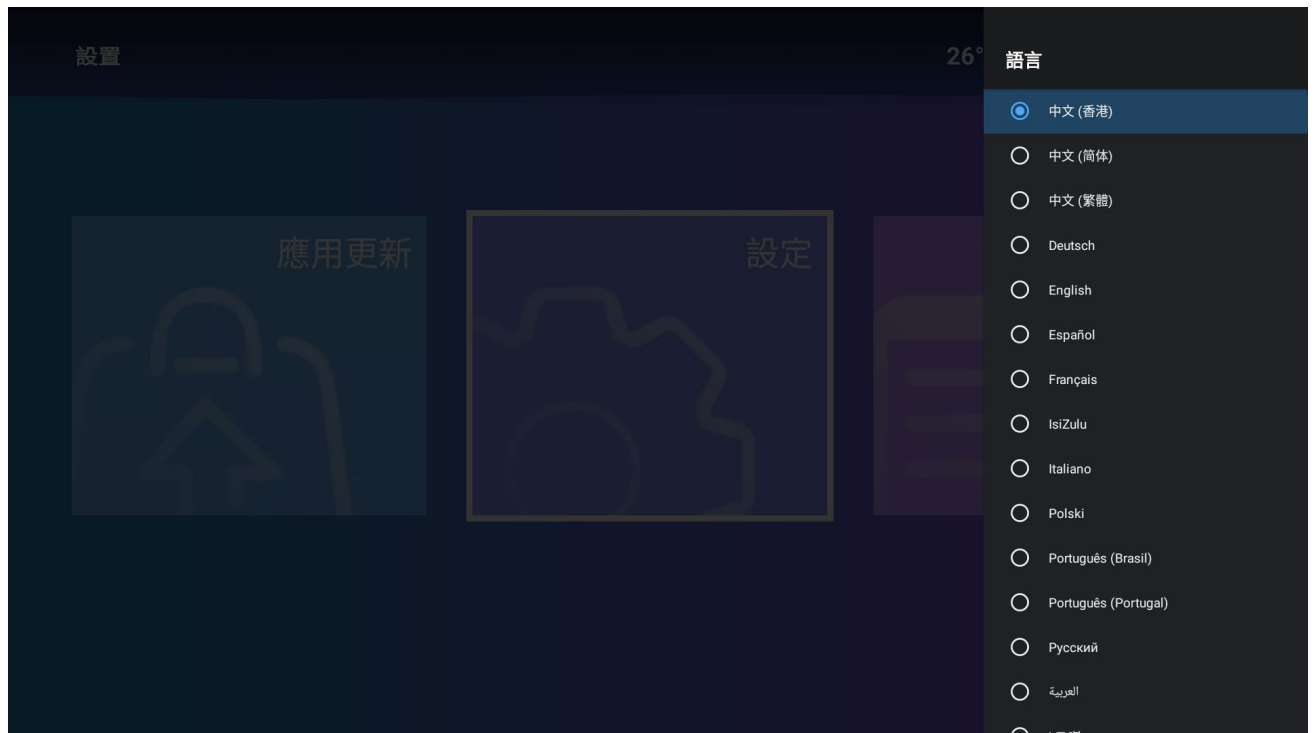 設置
26°
應用更新
設定
語言
中文 (香港)
中文 (简体)
中文 (繁體)
Deutsch
English
Español
Français
IsiZulu
Italiano
Polski
Português (Brasil)
Português (Portugal)
Русский
العربية